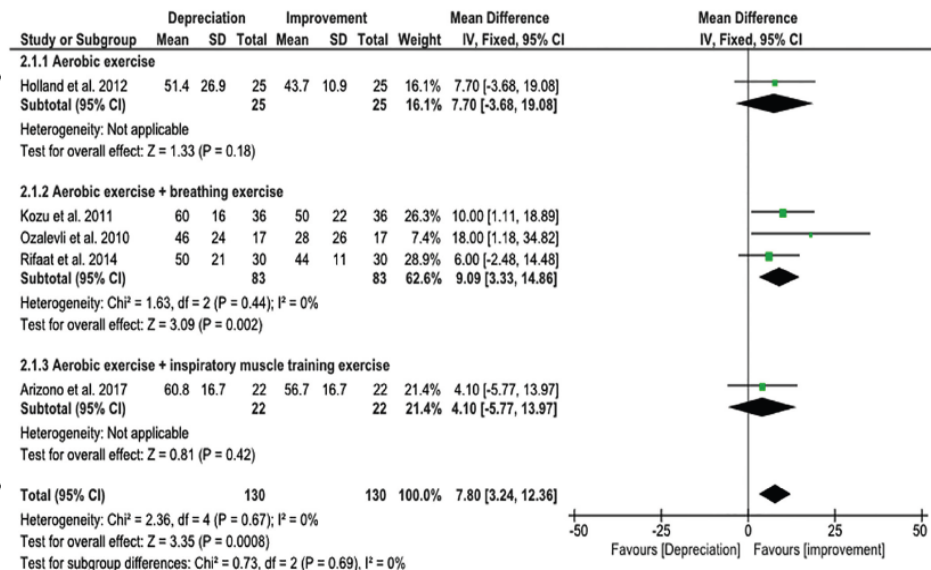 Depreciation Improvement Mean Difference Mean Difference
Study or Subgroup Mean SD Total Mean SD Total Weight IV, Fixed, 95% CI IV, Fixed, 95% CI
2.1.1 Aerobic exercise
Holland et al. 2012 51.4 26.9 25 43.7 10.9 25 16.1% 7.70 [-3.68, 19.08]
Subtotal (95% CI) 25 25 16.1% 7.70 [-3.68, 19.08]
Heterogeneity: Not applicable
Test for overall effect: Z = 1.33 (P = 0.18)
2.1.2 Aerobic exercise + breathing exercise
Kozu et al. 2011 60 16 36 50 22 36 26.3% 10.00 [1.11, 18.89]
Ozalevli et al. 2010 46 24 17 28 26 17 7.4% 18.00 [1.18, 34.82]
Rifaat et al. 2014 50 21 30 44 11 30 28.9% 6.00 [-2.48, 14.48]
Subtotal (95% CI) 83 83 62.6% 9.09 [3.33, 14.86]
Heterogeneity: Chi² = 1.63, df = 2 (P = 0.44); I² = 0%
Test for overall effect: Z = 3.09 (P = 0.002)
2.1.3 Aerobic exercise + inspiratory muscle training exercise
Arizono et al. 2017 60.8 16.7 22 56.7 16.7 22 21.4% 4.10 [-5.77, 13.97]
Subtotal (95% CI) 22 22 21.4% 4.10 [-5.77, 13.97]
Heterogeneity: Not applicable
Test for overall effect: Z = 0.81 (P = 0.42)
Total (95% CI) 130 130 100.0% 7.80 [3.24, 12.36]
Heterogeneity: Chi² = 2.36, df = 4 (P = 0.67); I² = 0%
Test for overall effect: Z = 3.35 (P = 0.0008)
Test for subgroup differences: Chi² = 0.73, df = 2 (P = 0.69), I² = 0%
-50 -25 0 25 50
Favours [Depreciation] Favours [improvement]